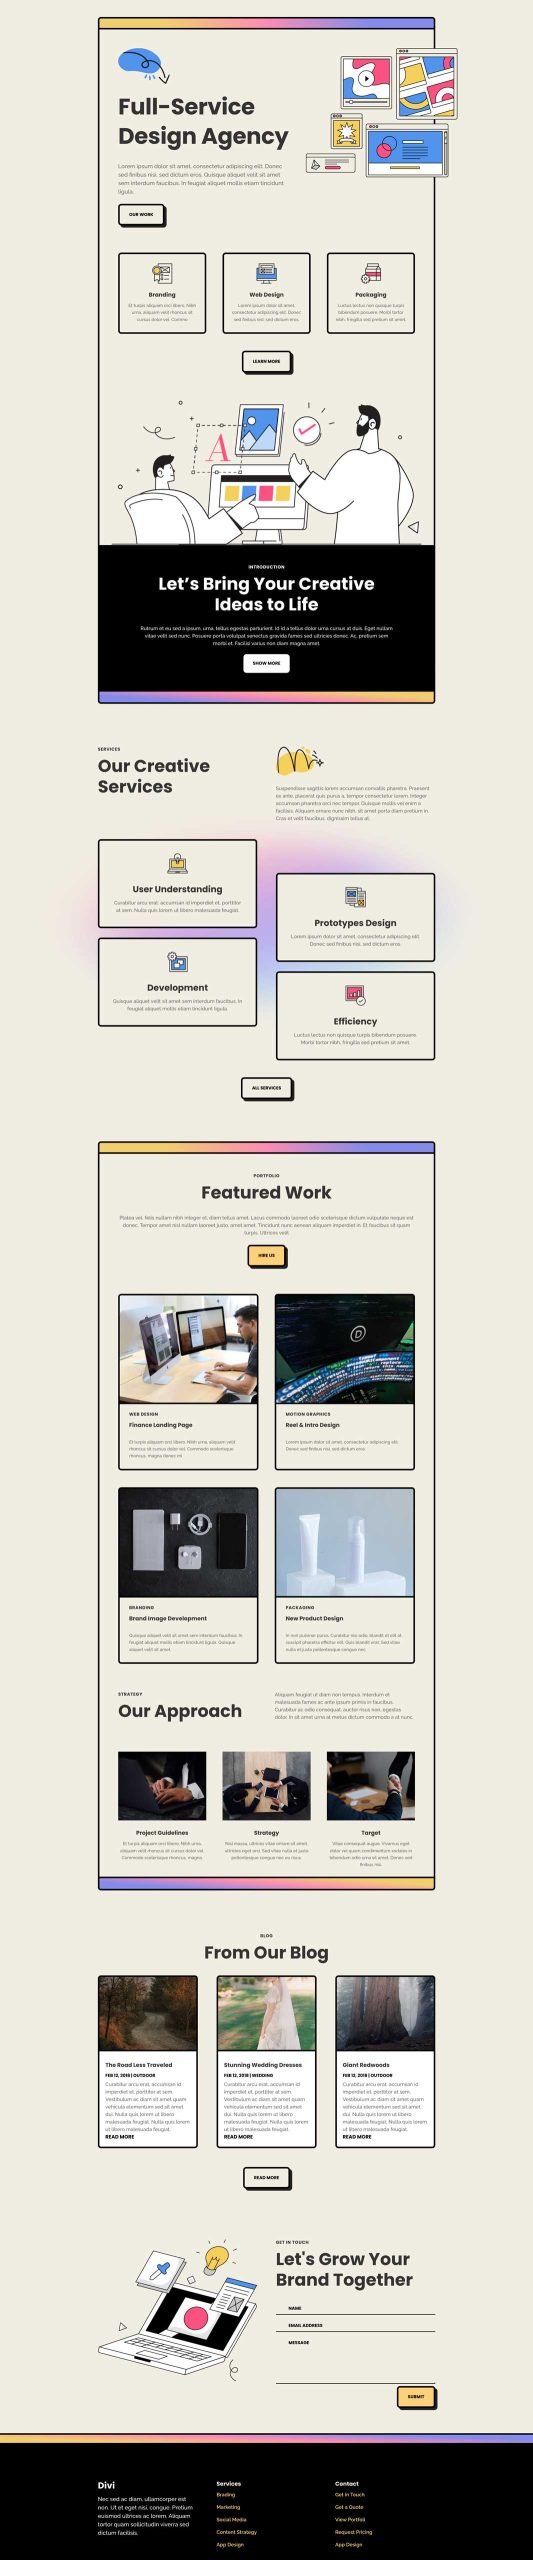 Full-Service
Design Agency
Lorem ipsum dolor sit amet, consectetur adipiscing elit. Donec
sed finibus nisi, sed dictum eros. Quisque aliquet velit sit amet
sem interdum faucibus. In feugiat aliquet mollis etiam tincidunt
ligula.
OUR WORK
Branding
Et turpis aliquam orci libero. Nibh
urna, aliquam velit rhoncus sit
cursus dolor vel. Commo
Web Design
Lorem ipsum dolor sit amet,
consectetur adipiscing elit. Donec
sed finibus nisl, sed dictum eros.
Packaging
Luctus lectus non quisque turpis
bibendum posuere. Morbi tortor
nibh, fringilla sed pretium sit amet.
LEARN MORE
A
INTRODUCTION
Let's Bring Your Creative
Ideas to Life
Rutrum et eu sed a ipsum, urna, tellus egestas parturient. Id id a tellus dolor urna cursus at duis. Eget nullam
vitae velit sed nunc. Posuere porta volutpat senectus gravida fames sed ultricies donec. Ac, pretium sem
morbi et. Facilisi varius non diam magna amet.
SHOW MORE
SERVICES
Our Creative
Services
Suspendisse sagittis lorem accumsan convallis pharetra. Praesent
ex ante, placerat quis purus a, tempor consectetur lorem. Integer
accumsan pharetra orci nec tempor. Quisque mollis vel enim a
facilisis. Aliquam ornare nunc nibh, sit amet porta diam pretium in.
Cras et velit faucibus, dignissim tellus at.
User Understanding
Curabitur arcu erat, accumsan id imperdiet et, porttitor
at sem. Nulla quis lorem ut libero malesuada feugiat.
Prototypes Design
Lorem ipsum dolor sit amet, consectetur adipiscing elit.
Donec sed finibus nisi, sed dictum eros.
Development
Quisque aliquet velit sit amet sem interdum faucibus. In
feugiat aliquet mollis etiam tincidunt ligula.
Efficiency
Luctus lectus non quisque turpis bibendum posuere.
Morbi tortor nibh, fringilla sed pretium sit amet.
ALL SERVICES
PORTFOLIO
Featured Work
Platea vel, felis nullam nibh integer et, diam tellus amet. Lacus commodo laoreet odio scelerisque dictum vulputate neque est
donec. Tempor amet nisl nullam laoreet justo, amet amet. Tincidunt nunc aenean aliquam imperdiet in. Et faucibus sit quam
turpis. Ultrices velit
HIRE US
D
WEB DESIGN
Finance Landing Page
Et turpis aliquam orci libero. Nibh urna, aliquam velit
rhoncus sit cursus dolor vel. Commodo scelerisque
rhoncus, magna donec mi
MOTION GRAPHICS
Reel & Intro Design
Lorem ipsum dolor sit amet, consectetur adipiscing elit.
Donec sed finibus nisi, sed dictum eros.
BRANDING
Brand Image Development
Quisque aliquet velit sit amet sem interdum faucibus. In
feugiat aliquet mollis etiam tincidunt ligula. Quisque
aliquet velit sit amet.
PACKAGING
New Product Design
In non pulvinar purus. Curabitur nisi odio, blandit et elit at,
suscipit pharetra efficitur elit. Quis blandit erat. Sed vitae
nulla et justo pellentesque congue nec.
STRATEGY
Our Approach
Aliquam feugiat ut diam non tempus. Interdum et
malesuada fames ac ante ipsum primis in faucibus.
Curabitur ac odio consequat, auctor risus non, egestas
dolor. In sit amet urna at metus dictum commodo a at nunc.
Project Guidelines
Et turpis aliquam orci libero. Nibh urna,
aliquam velit rhoncus sit cursus dolor vel.
Commodo scelerisque rhoncus, magna.
Strategy
Nisl massa, ultrices vitae ornare sit amet,
ultricies eget orci. Sed vitae nulla et justo
pellentesque congue nec eu risus.
Target
Vitae consequat augue. Vivamus eget
dolor vel quam condimentum sodales in
bibendum odio urna sit amet. Donec sed
finibus nisi.
BLOG
From Our Blog
The Road Less Traveled
FEB 12, 2018 | OUTDOOR
Curabitur arcu erat, accumsan id
imperdiet et, porttitor at sem.
Vestibulum ac diam sit amet quam
vehicula elementum sed sit amet
dui. Nulla quis lorem ut libero
malesuada feugiat. Nulla quis lorem
ut libero malesuada feugiat.
READ MORE
Stunning Wedding Dresses
FEB 12, 2018 | WEDDING
Curabitur arcu erat, accumsan id
imperdiet et, porttitor at sem.
Vestibulum ac diam sit amet quam
vehicula elementum sed sit amet
dui. Nulla quis lorem ut libero
malesuada feugiat. Nulla quis lorem
ut libero malesuada feugiat.
READ MORE
Giant Redwoods
FEB 12, 2018 | OUTDOOR
Curabitur arcu erat, accumsan id
imperdiet et, porttitor at sem.
Vestibulum ac diam sit amet quam
vehicula elementum sed sit amet
dui. Nulla quis lorem ut libero
malesuada feugiat. Nulla quis lorem
ut libero malesuada feugiat.
READ MORE
READ MORE
GET IN TOUCH
Let's Grow Your
Brand Together
NAME
EMAIL ADDRESS
MESSAGE
SUBMIT
Divi
Nec sed ac diam, ullamcorper est
non. Ut et eget nisi, congue. Pretium
euismod ultrices ac lorem. Aliquam
tortor quam sollicitudin viverra sed
dictum facilisis.
Services
Brading
Marketing
Social Media
Content Strategy
App Design
Contact
Get in Touch
Get a Quote
View Portfoli
Request Pricing
App Design